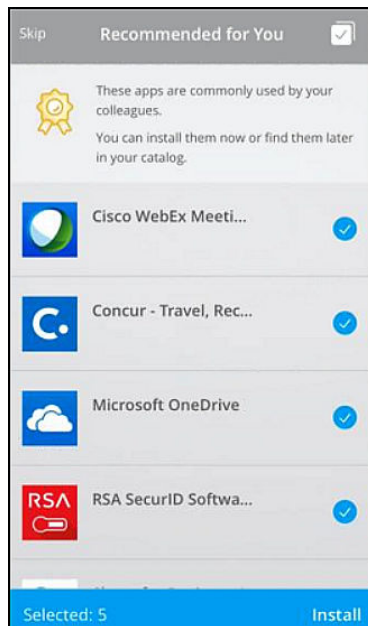 Skip Recommended for You
These apps are commonly used by your
colleagues.
You can install them now or find them later
in your catalog.
Cisco WebEx Meeti...
C.
Concur - Travel, Rec...
Microsoft OneDrive
RSA
RSA SecurID Softwa...
Selected: 5 Install